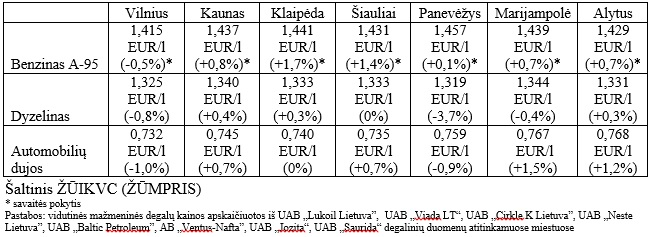 Vilnius Kaunas Klaipėda Šiauliai Panevėžys Marijampolė Alytus
1,415 1,437 1,441 1,431 1,457 1,439 1,429
EUR/l EUR/l EUR/l EUR/l EUR/l EUR/l EUR/l
Benzinas A-95 (-0,5%)* (+0,8%)* (+1,7%)* (+1,4%)* (+0,1%)* (+0,7%)* (+0,7%)*
1,325 1,340 1,333 1,333 1,319 1,344 1,331
EUR/l EUR/l EUR/l EUR/l EUR/l EUR/l EUR/l
Dyzelinas (-0,8%) (+0,4%) (+0,3%) (0%) (-3,7%) (-0,4%) (+0,3%)
0,732 0,745 0,740 0,735 0,759 0,767 0,768
Automobilių EUR/l EUR/l EUR/l EUR/l EUR/l EUR/l EUR/l
dujos (-1,0%) (+0,7%) (0%) (+0,7%) (-0,9%) (+1,5%) (+1,2%)
Šaltinis ŽŪIKVC (ŽŪMPRIS)
* savaitės pokytis
Pastabos: vidutinės mažmeninės degalų kainos apskaičiuotos iš UAB „Lukoil Lietuva”, UAB „Viada LT“, UAB „Cirkle K Lietuva”, UAB „Neste
Lietuva”, UAB „Baltic Petroleum”, AB „Ventus-Nafta”, UAB „Jozita“, UAB „Saurida“ degalinių duomenų atitinkamuose miestuose